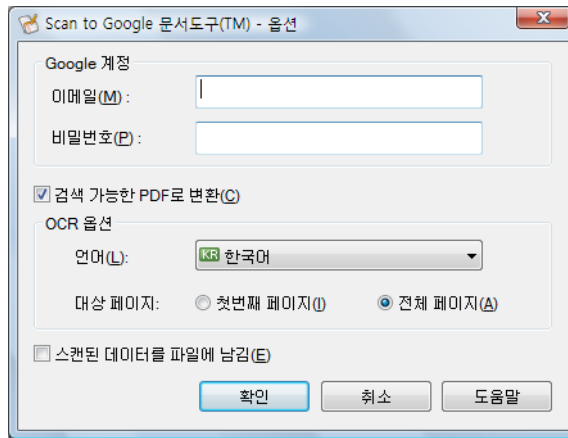 Scan to Google 문서도구(TM) - 옵션
Google 계정
이메일(M) :
비밀번호(P) :
검색 가능한 PDF로 변환(C)
OCR 옵션
언어(L): KR 한국어
대상 페이지: 첫번째 페이지(I) 전체 페이지(A)
스캔된 데이터를 파일에 남김(E)
확인 취소 도움말